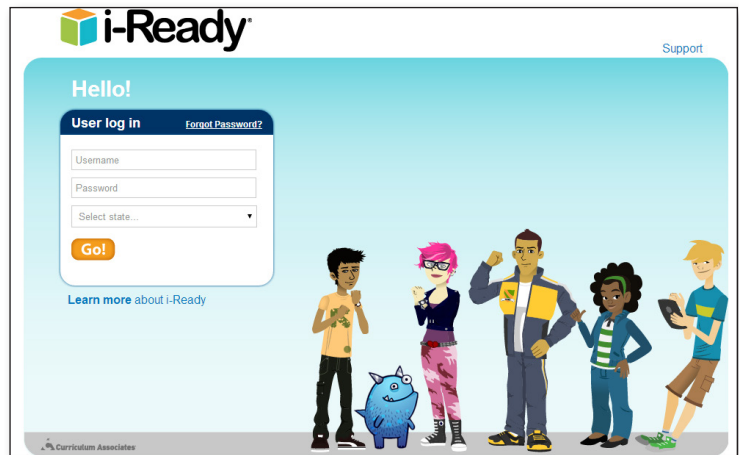 i-Ready
Support
Hello!
User log in Forgot Password?
Username
Password
Select state...
Go!
Learn more about i-Ready
Curriculum Associates